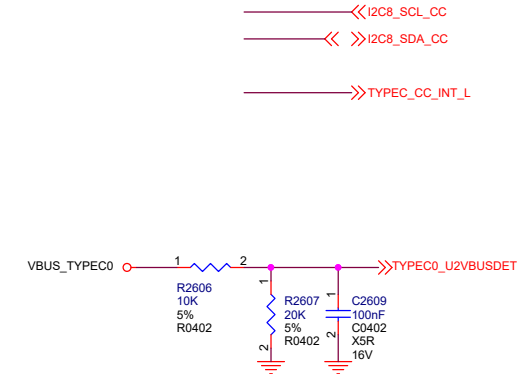 I2C8_SCL_CC
I2C8_SDA_CC
TYPEC_CC_INT_L
VBUS_TYPEC0
1
2
TYPEC0_U2VBUSDET
R2606
10K
5%
R0402
1
R2607
20K
5%
R0402
2
1
C2609
100nF
C0402
X5R
16V
2